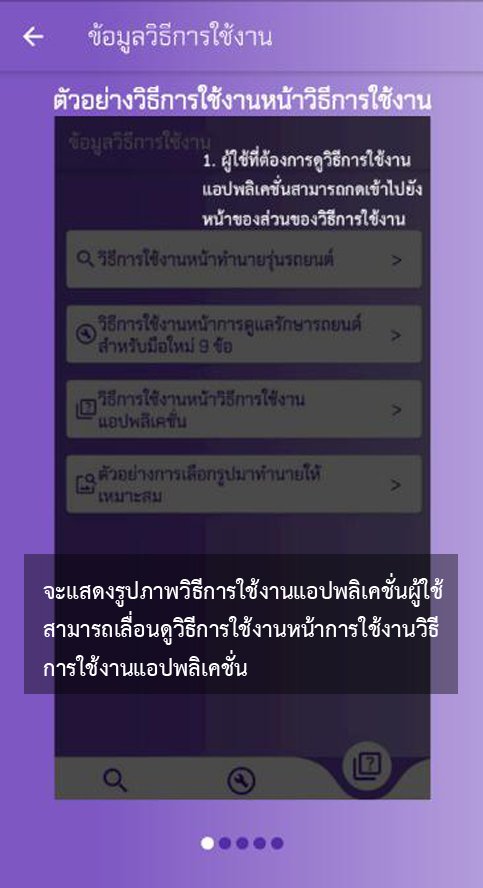 ข้อมูลวิธีการใช้งาน
ตัวอย่างวิธีการใช้งานหน้าวิธีการใช้งาน
ข้อมูลวิธีการใช้งาน
1. ผู้ใช้ที่ต้องการดูวิธีการใช้งาน
แอปพลิเคชั่นสามารถกดเข้าไปยัง
หน้าของส่วนของวิธีการใช้งาน
วิธีการใช้งานหน้าทำนายรุ่นรถยนต์ >
วิธีการใช้งานหน้าการดูแลรักษารถยนต์
สำหรับมือใหม่ 9 ข้อ >
วิธีการใช้งานหน้าวิธีการใช้งาน
แอปพลิเคชั่น >
ตัวอย่างการเลือกรูปมาทำนายให้
เหมาะสม >
จะแสดงรูปภาพวิธีการใช้งานแอปพลิเคชั่นผู้ใช้
สามารถเลื่อนดูวิธีการใช้งานหน้าการใช้งานวิธี
การใช้งานแอปพลิเคชั่น